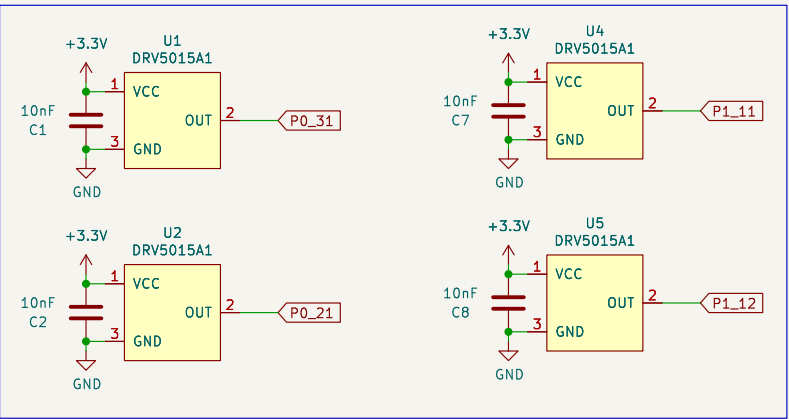 +3.3V
U1
DRV5015A1
1
VCC
10nF
C1
OUT
2
P0_31
3
GND
GND
+3.3V
U4
DRV5015A1
1
VCC
10nF
C7
OUT
2
P1_11
3
GND
GND
+3.3V
U2
DRV5015A1
1
VCC
10nF
C2
OUT
2
P0_21
3
GND
GND
+3.3V
U5
DRV5015A1
1
VCC
10nF
C8
OUT
2
P1_12
3
GND
GND